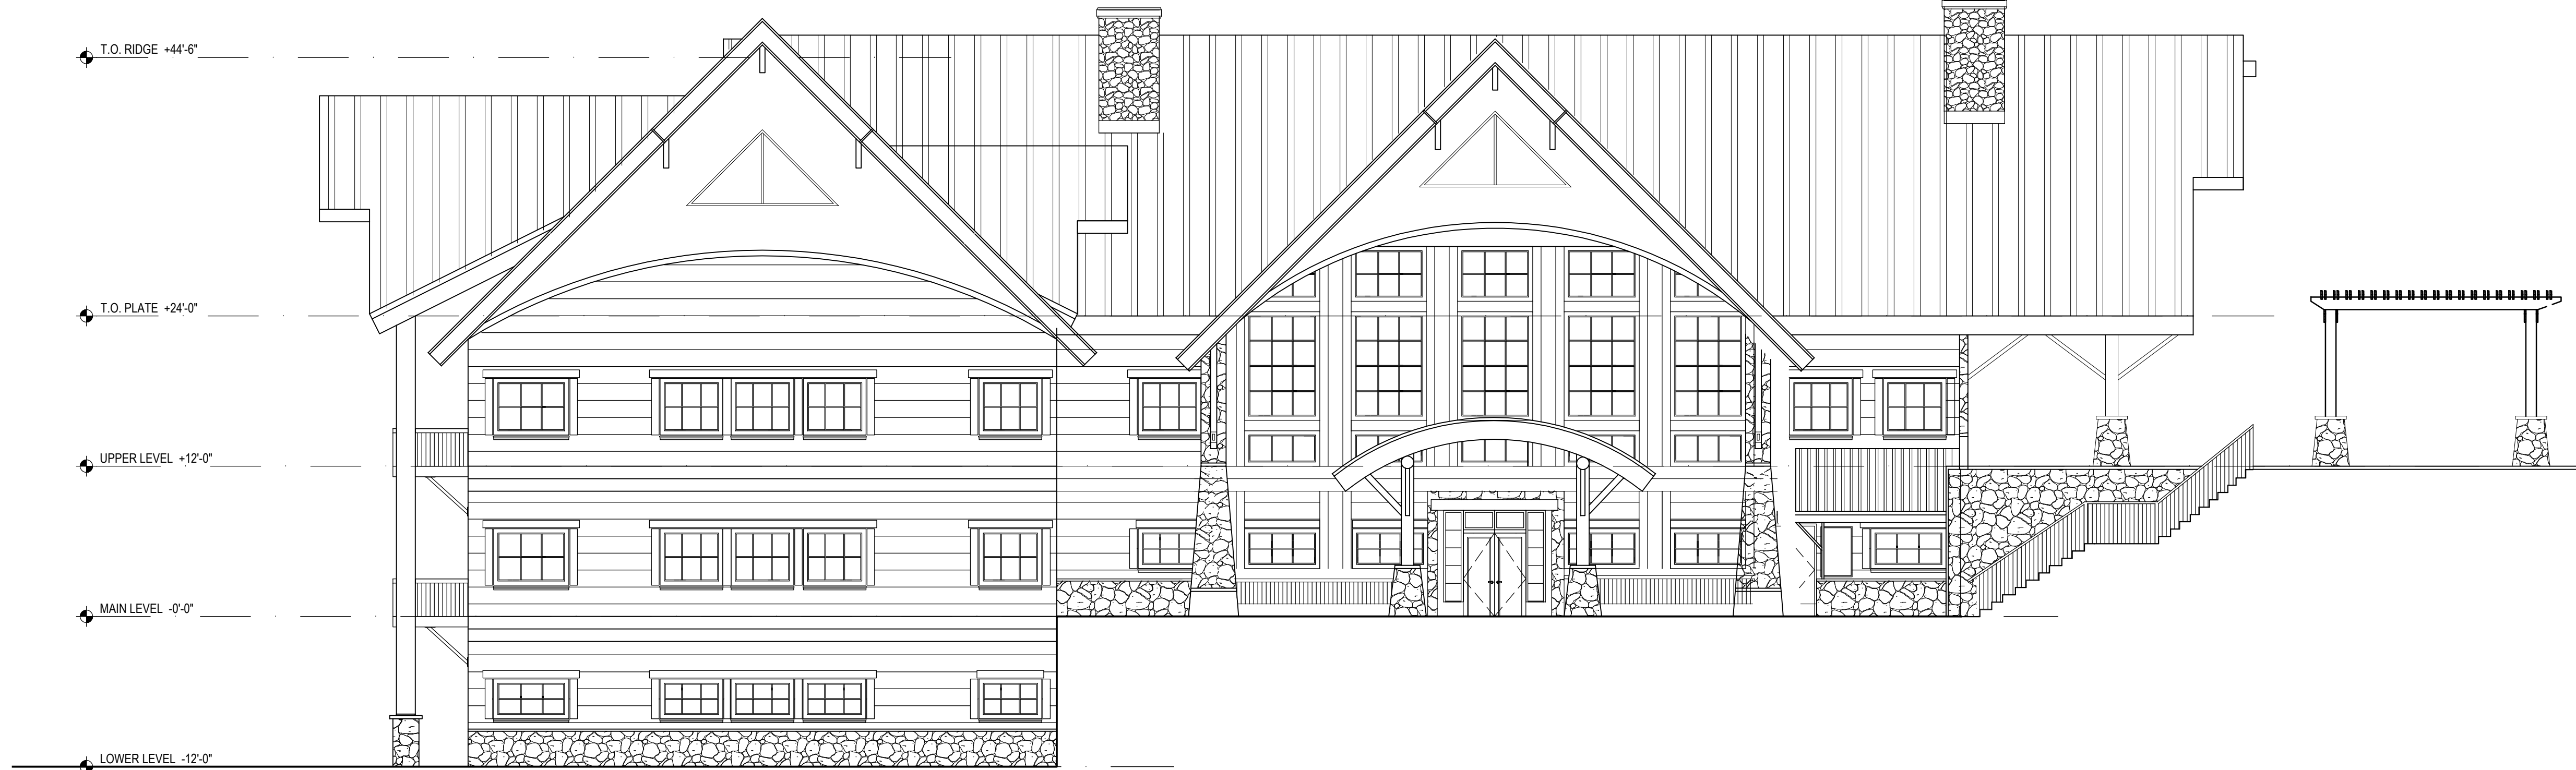 T.O. RIDGE +44'-6"
T.O. PLATE +24'-0"
UPPER LEVEL +12'-0"
MAIN LEVEL -0'-0"
LOWER LEVEL -12'-0"